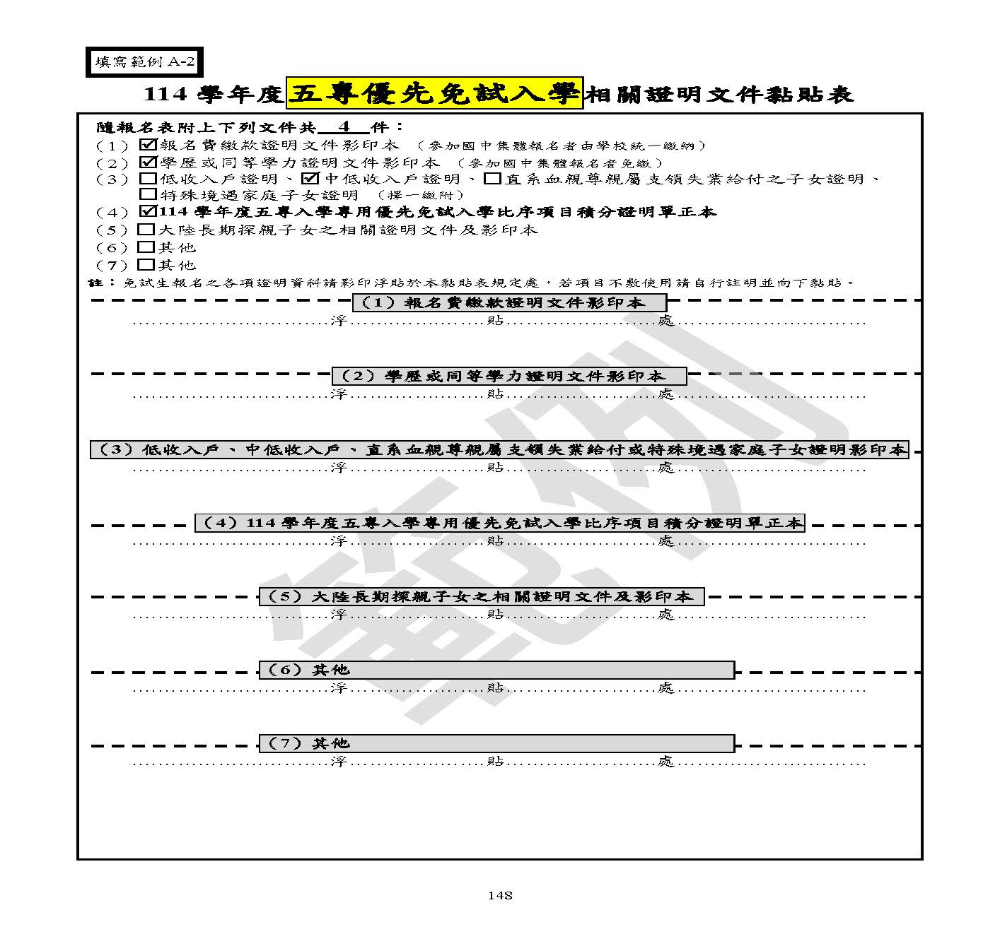 填寫範例 A-2
114 學年度五專優先免試入學相關證明文件黏貼表
隨報名表附上下列文件共 4 件：
（1）☑報名費繳款證明文件影印本 （參加國中集體報名者由學校統一繳納）
（2）☑學歷或同等學力證明文件影印本 （參加國中集體報名者免繳）
（3）☐低收入戶證明、☑中低收入戶證明、☐直系血親尊親屬支領失業給付之子女證明、
☐特殊境遇家庭子女證明 （擇一繳附）
（4）☑114 學年度五專入學專用優先免試入學比序項目積分證明單正本
（5）☐大陸長期探親子女之相關證明文件及影印本
（6）☐其他
（7）☐其他
註：免試生報名之各項證明資料請影印浮貼於本黏貼表規定處，若項目不敷使用請自行註明並向下黏貼。
（1）報名費繳款證明文件影印本
浮 貼 處
（2）學歷或同等學力證明文件影印本
浮 貼 處
（3）低收入戶、中低收入戶、直系血親尊親屬支領失業給付或特殊境遇家庭子女證明影印本
浮 貼 處
（4）114 學年度五專入學專用優先免試入學比序項目積分證明單正本
浮 貼 處
（5）大陸長期探親子女之相關證明文件及影印本
浮 貼 處
（6）其他
浮 貼 處
（7）其他
浮 貼 處
範例
148